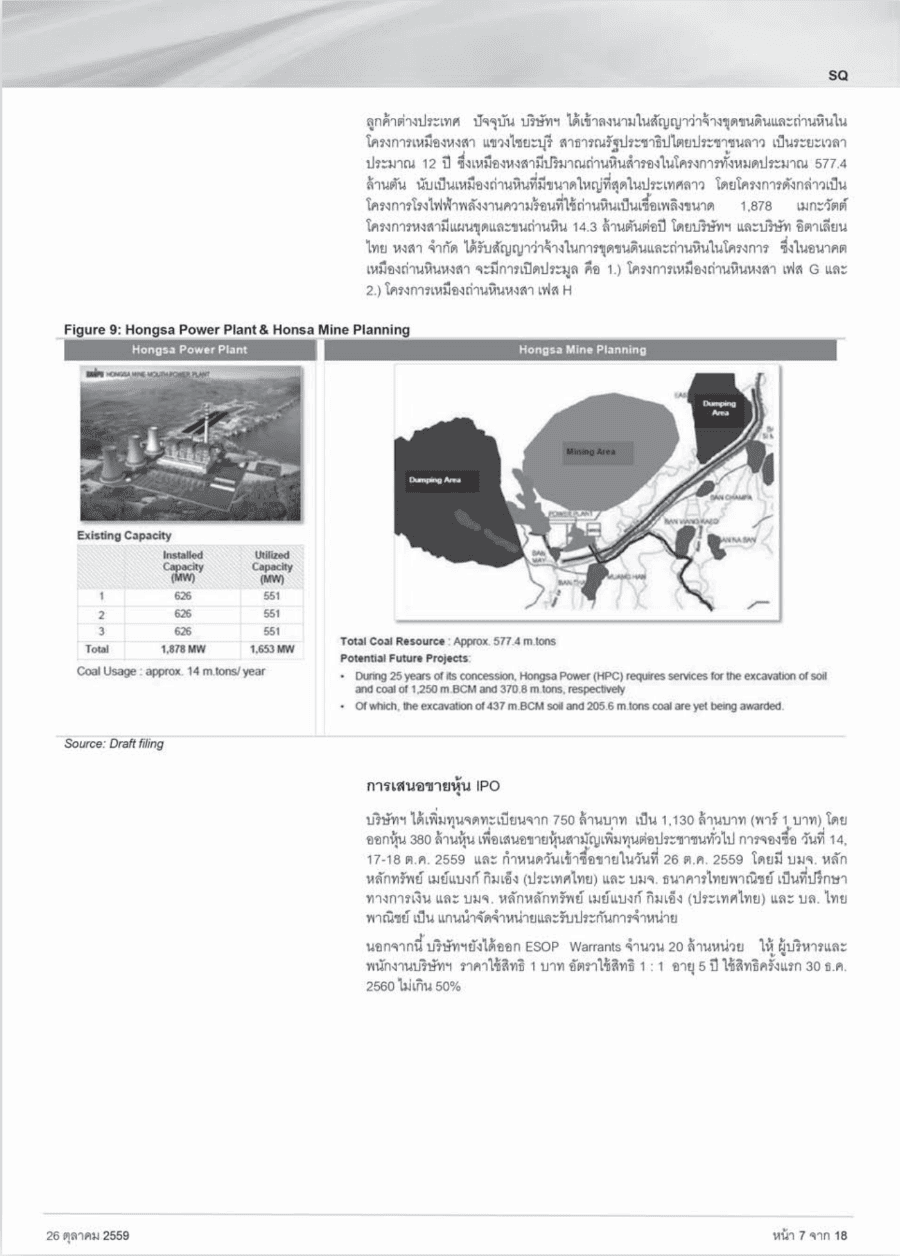 SQ
ลูกค้าต่างประเทศ ปัจจุบัน บริษัทฯ ได้เข้าลงนามในสัญญาว่าจ้างขุดขนดินและถ่านหินใน
โครงการเหมืองหงสา แขวงไซยะบุรี สาธารณรัฐประชาธิปไตยประชาชนลาว เป็นระยะเวลา
ประมาณ 12 ปี ซึ่งเหมืองหงสามีปริมาณถ่านหินสำรองในโครงการทั้งหมดประมาณ 577.4
ล้านตัน นับเป็นเหมืองถ่านหินที่มีขนาดใหญ่ที่สุดในประเทศลาว โดยโครงการดังกล่าวเป็น
โครงการโรงไฟฟ้าพลังงานความร้อนที่ใช้ถ่านหินเป็นเชื้อเพลิงขนาด 1,878 เมกะวัตต์
โครงการหงสามีแผนขุดและขนถ่านหิน 14.3 ล้านตันต่อปี โดยบริษัทฯ และบริษัท อิตาเลียน
ไทย หงสา จำกัด ได้รับสัญญาว่าจ้างในการขุดขนดินและถ่านหินในโครงการ ซึ่งในอนาคต
เหมืองถ่านหินหงสา จะมีการเปิดประมูล คือ 1.) โครงการเหมืองถ่านหินหงสา เฟส G และ
2.) โครงการเหมืองถ่านหินหงสา เฟส H
Figure 9: Hongsa Power Plant & Honsa Mine Planning
Hongsa Power Plant
Hongsa Mine Planning
HONGSA MINE-MOUTH POWER PLANT
Dumping
Area
Mining Area
Dumping Area
POWER PLANT
BAN CHAMPA
BAN VIANG KAEO
BAN NA SAN
BAN
MUANG HAN
Existing Capacity
Installed Capacity (MW) Utilized Capacity (MW)
1 626 551
2 626 551
3 626 551
Total 1,878 MW 1,653 MW
Coal Usage : approx. 14 m.tons/ year
Total Coal Resource : Approx. 577.4 m.tons
Potential Future Projects:
• During 25 years of its concession, Hongsa Power (HPC) requires services for the excavation of soil
and coal of 1,250 m.BCM and 370.8 m.tons, respectively
• Of which, the excavation of 437 m.BCM soil and 205.6 m.tons coal are yet being awarded.
Source: Draft filing
การเสนอขายหุ้น IPO
บริษัทฯ ได้เพิ่มทุนจดทะเบียนจาก 750 ล้านบาท เป็น 1,130 ล้านบาท (พาร์ 1 บาท) โดย
ออกหุ้น 380 ล้านหุ้น เพื่อเสนอขายหุ้นสามัญเพิ่มทุนต่อประชาชนทั่วไป การจองซื้อ วันที่ 14,
17-18 ต.ค. 2559 และ กำหนดวันเข้าซื้อขายในวันที่ 26 ต.ค. 2559 โดยมี บมจ. หลัก
หลักทรัพย์ เมย์แบงก์ กิมเอ็ง (ประเทศไทย) และ บมจ. ธนาคารไทยพาณิชย์ เป็นที่ปรึกษา
ทางการเงิน และ บมจ. หลักหลักทรัพย์ เมย์แบงก์ กิมเอ็ง (ประเทศไทย) และ บล. ไทย
พาณิชย์ เป็น แกนนำจัดจำหน่ายและรับประกันการจำหน่าย
นอกจากนี้ บริษัทฯยังได้ออก ESOP Warrants จำนวน 20 ล้านหน่วย ให้ ผู้บริหารและ
พนักงานบริษัทฯ ราคาใช้สิทธิ 1 บาท อัตราใช้สิทธิ 1 : 1 อายุ 5 ปี ใช้สิทธิครั้งแรก 30 ธ.ค.
2560 ไม่เกิน 50%
26 ตุลาคม 2559
หน้า 7 จาก 18